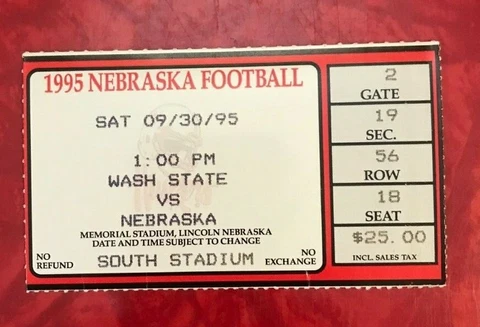 1995 NEBRASKA FOOTBALL
SAT 09/30/95
1:00 PM
WASH STATE
VS
NEBRASKA
MEMORIAL STADIUM, LINCOLN NEBRASKA
DATE AND TIME SUBJECT TO CHANGE
NO
REFUND
SOUTH STADIUM
NO
EXCHANGE
2
GATE
19
SEC.
56
ROW
18
SEAT
$25.00
INCL. SALES TAX